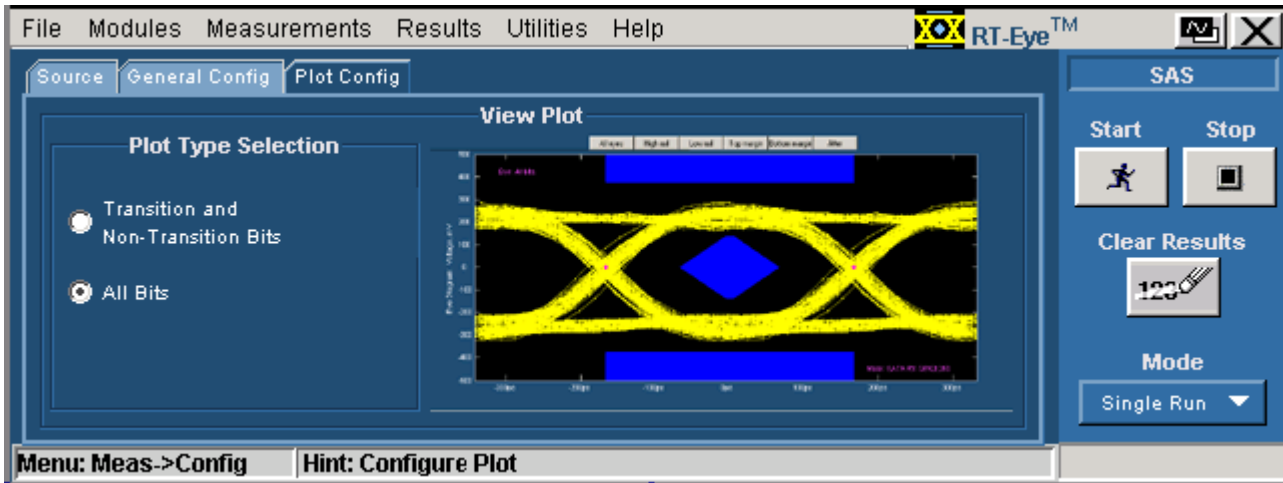 File Modules Measurements Results Utilities Help
RT-Eye™
Source General Config Plot Config
SAS
View Plot
Plot Type Selection
Transition and
Non-Transition Bits
All Bits
Start Stop
Clear Results
123
Mode
Single Run
Menu: Meas->Config Hint: Configure Plot